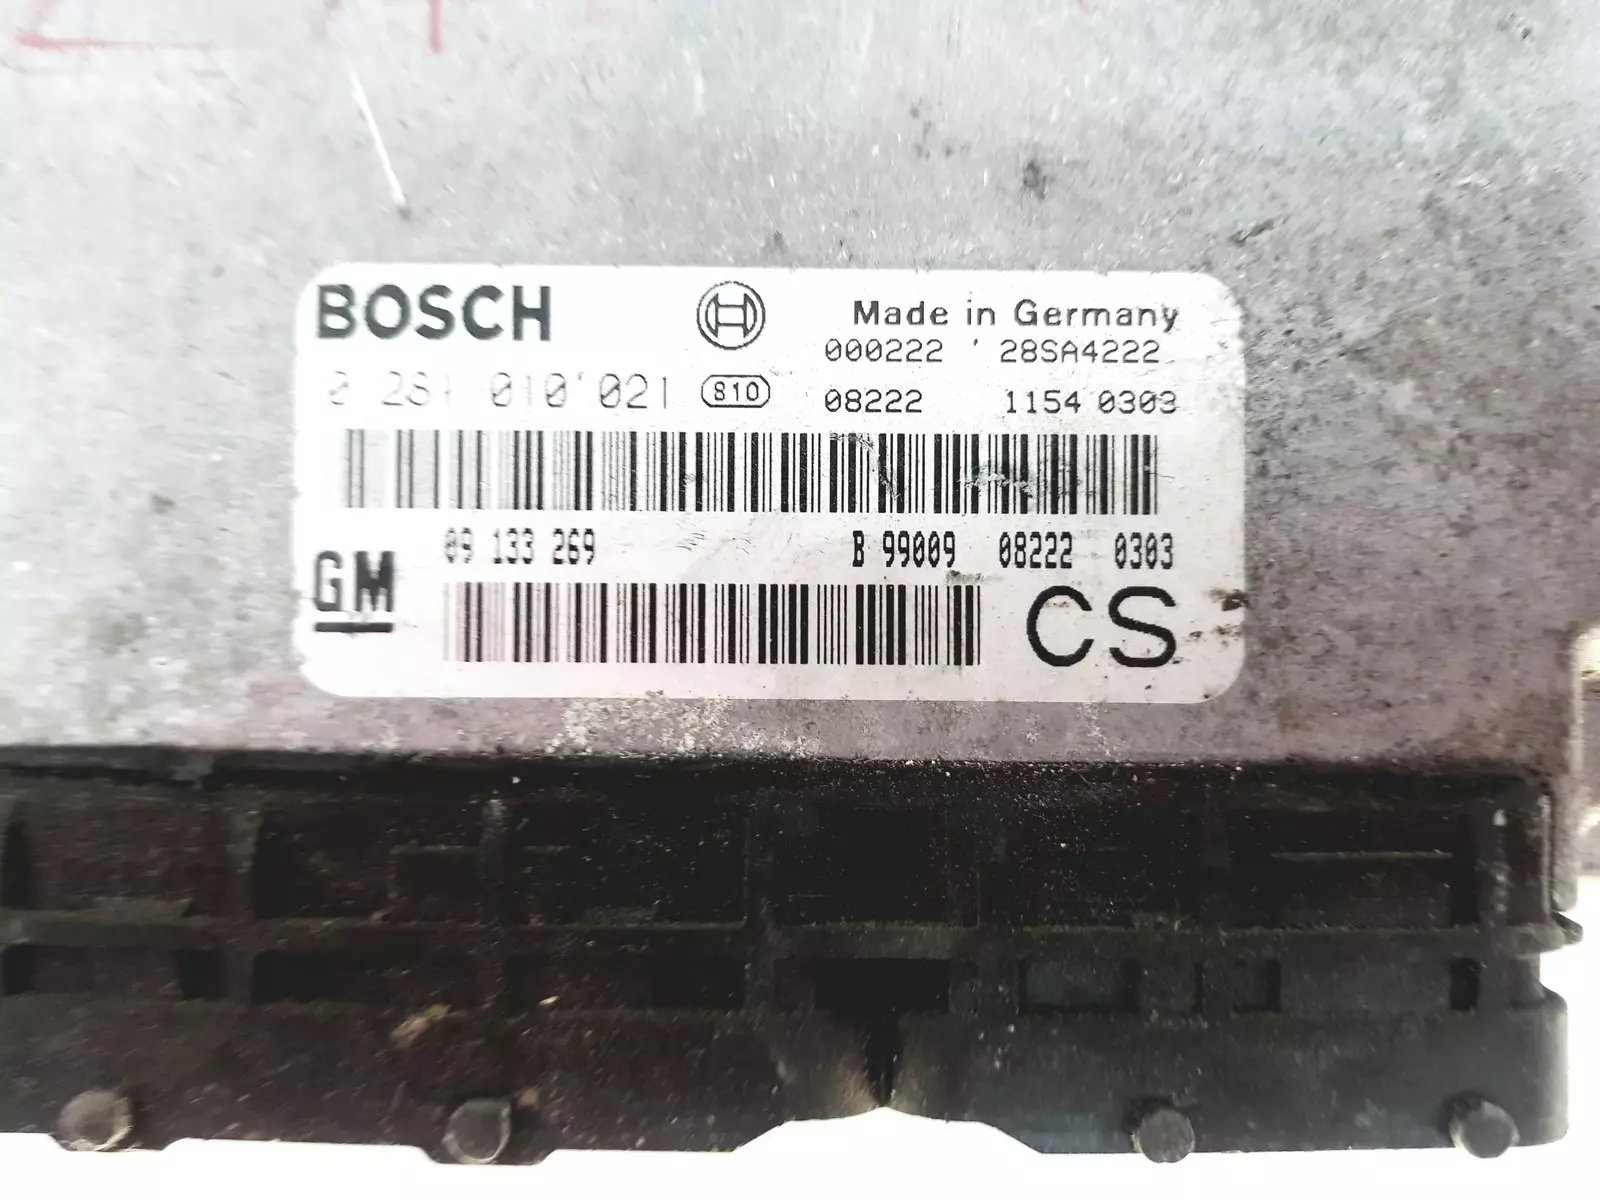 BOSCH Made in Germany
000222 ' 28SA4222
0 281 010'021 810 08222 1154 0303
09 133 269 B 99009 08222 0303
GM CS